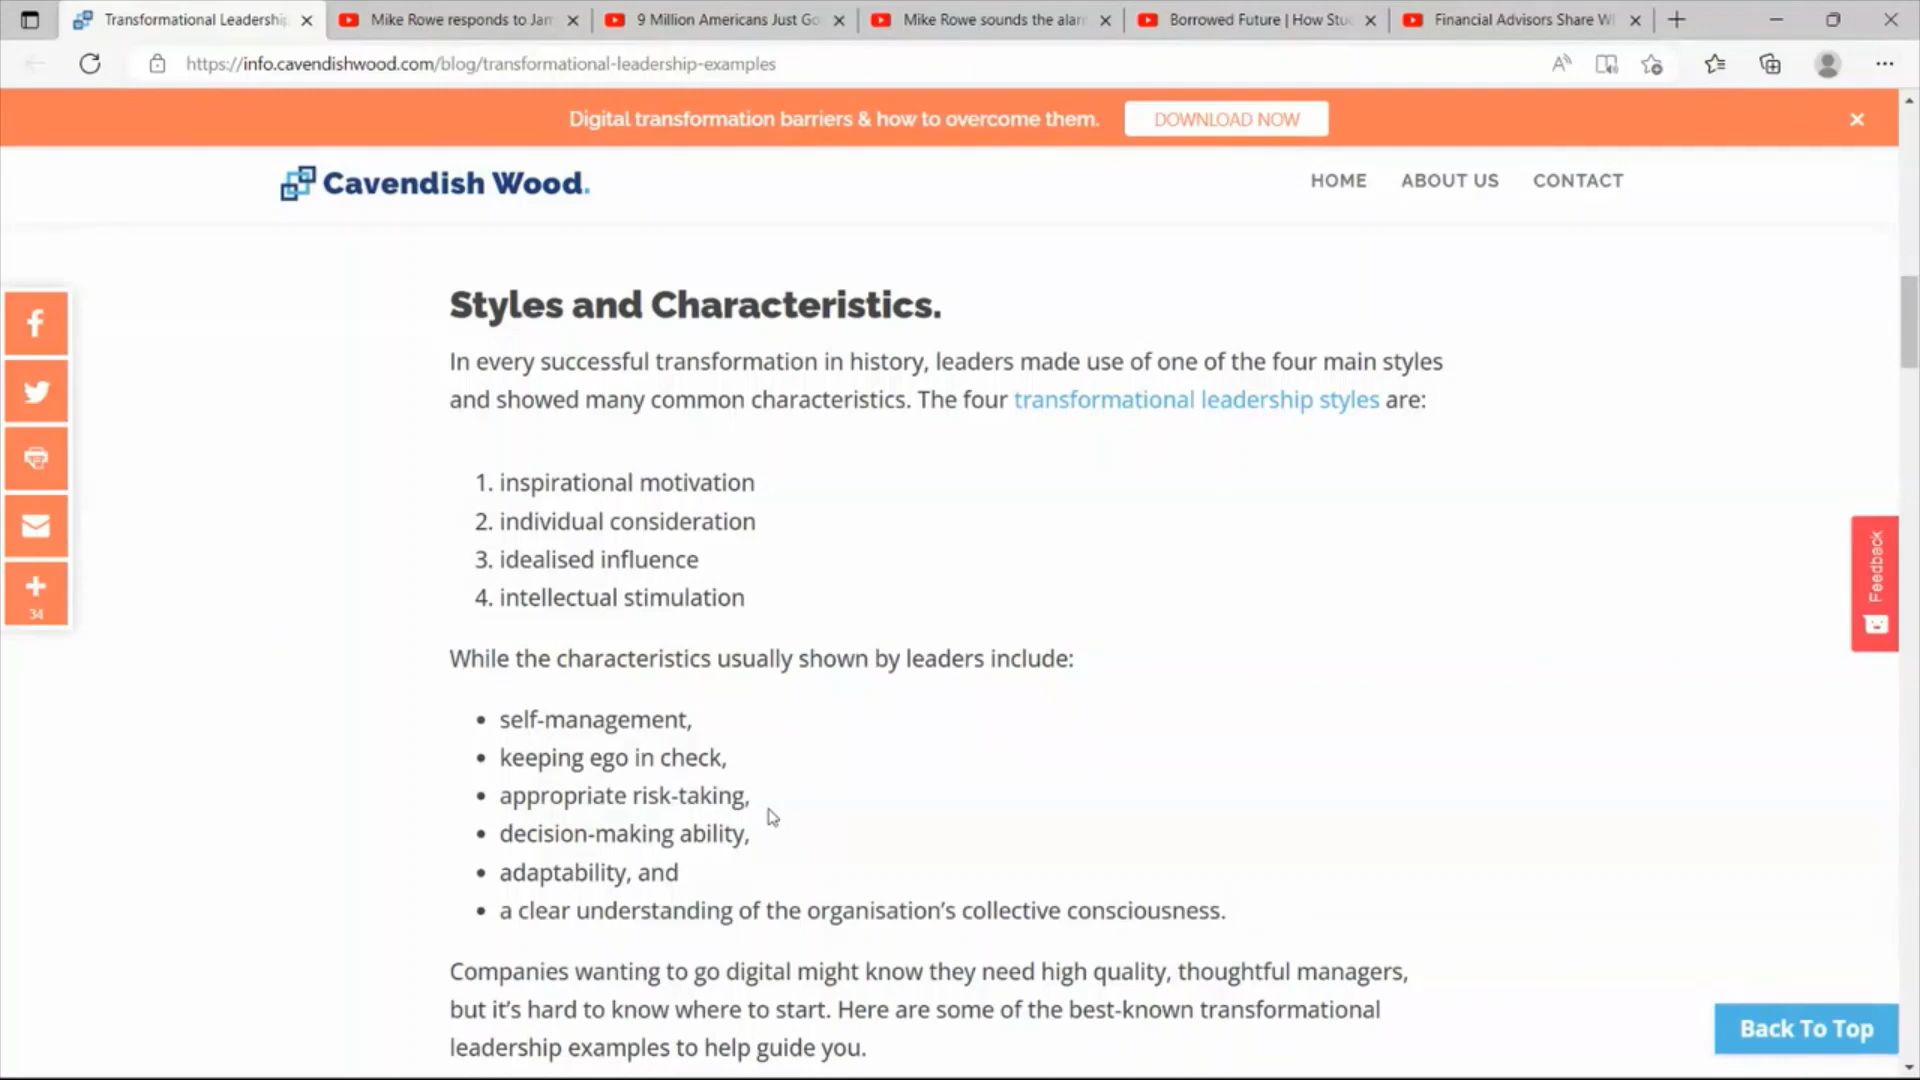 Transformational Leadershi
Mike Rowe responds to Jam
9 Million Americans Just Go
Mike Rowe sounds the alar
Borrowed Future | How Stu
Financial Advisors Share W
https://info.cavendishwood.com/blog/transformational-leadership-examples
Digital transformation barriers & how to overcome them.
DOWNLOAD NOW
Cavendish Wood.
HOME
ABOUT US
CONTACT
Styles and Characteristics.
In every successful transformation in history, leaders made use of one of the four main styles
and showed many common characteristics. The four transformational leadership styles are:
1. inspirational motivation
2. individual consideration
3. idealised influence
4. intellectual stimulation
While the characteristics usually shown by leaders include:
• self-management,
• keeping ego in check,
• appropriate risk-taking,
• decision-making ability,
• adaptability, and
• a clear understanding of the organisation's collective consciousness.
Companies wanting to go digital might know they need high quality, thoughtful managers,
but it's hard to know where to start. Here are some of the best-known transformational
leadership examples to help guide you.
34
Feedback
Back To Top